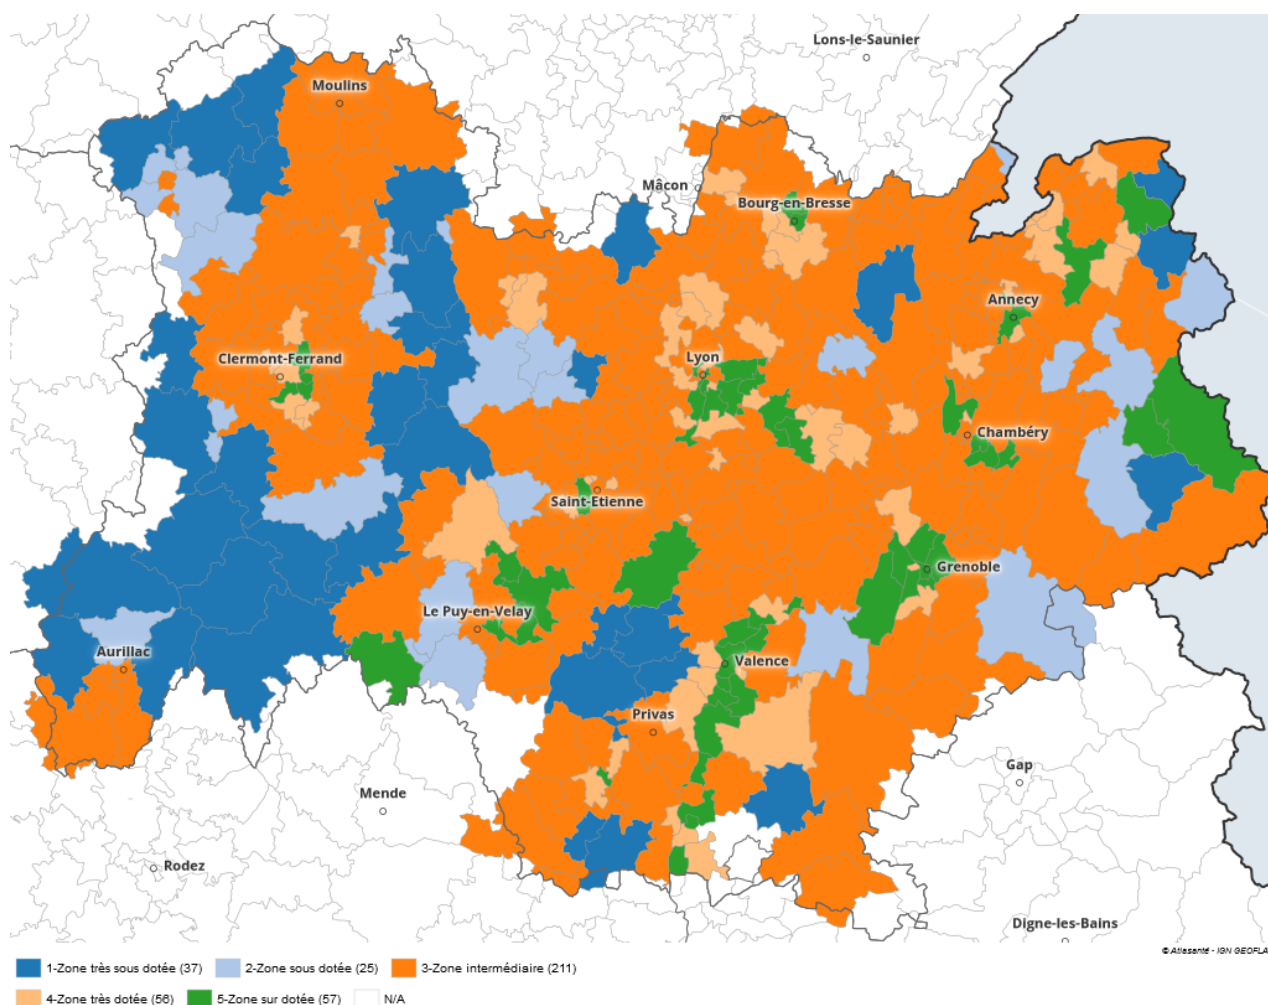 Lons-le-Saunier
Moulins
Mâcon
Bourg-en-Bresse
Annecy
Clermont-Ferrand
Lyon
Chambéry
Saint-Etienne
Grenoble
Le Puy-en-Velay
Aurillac
Valence
Privas
Gap
Mende
Rodez
Digne-les-Bains
© Atlasanté - IGN GEOFLA
1-Zone très sous dotée (37) 2-Zone sous dotée (25) 3-Zone intermédiaire (211)
4-Zone très dotée (56) 5-Zone sur dotée (57) N/A